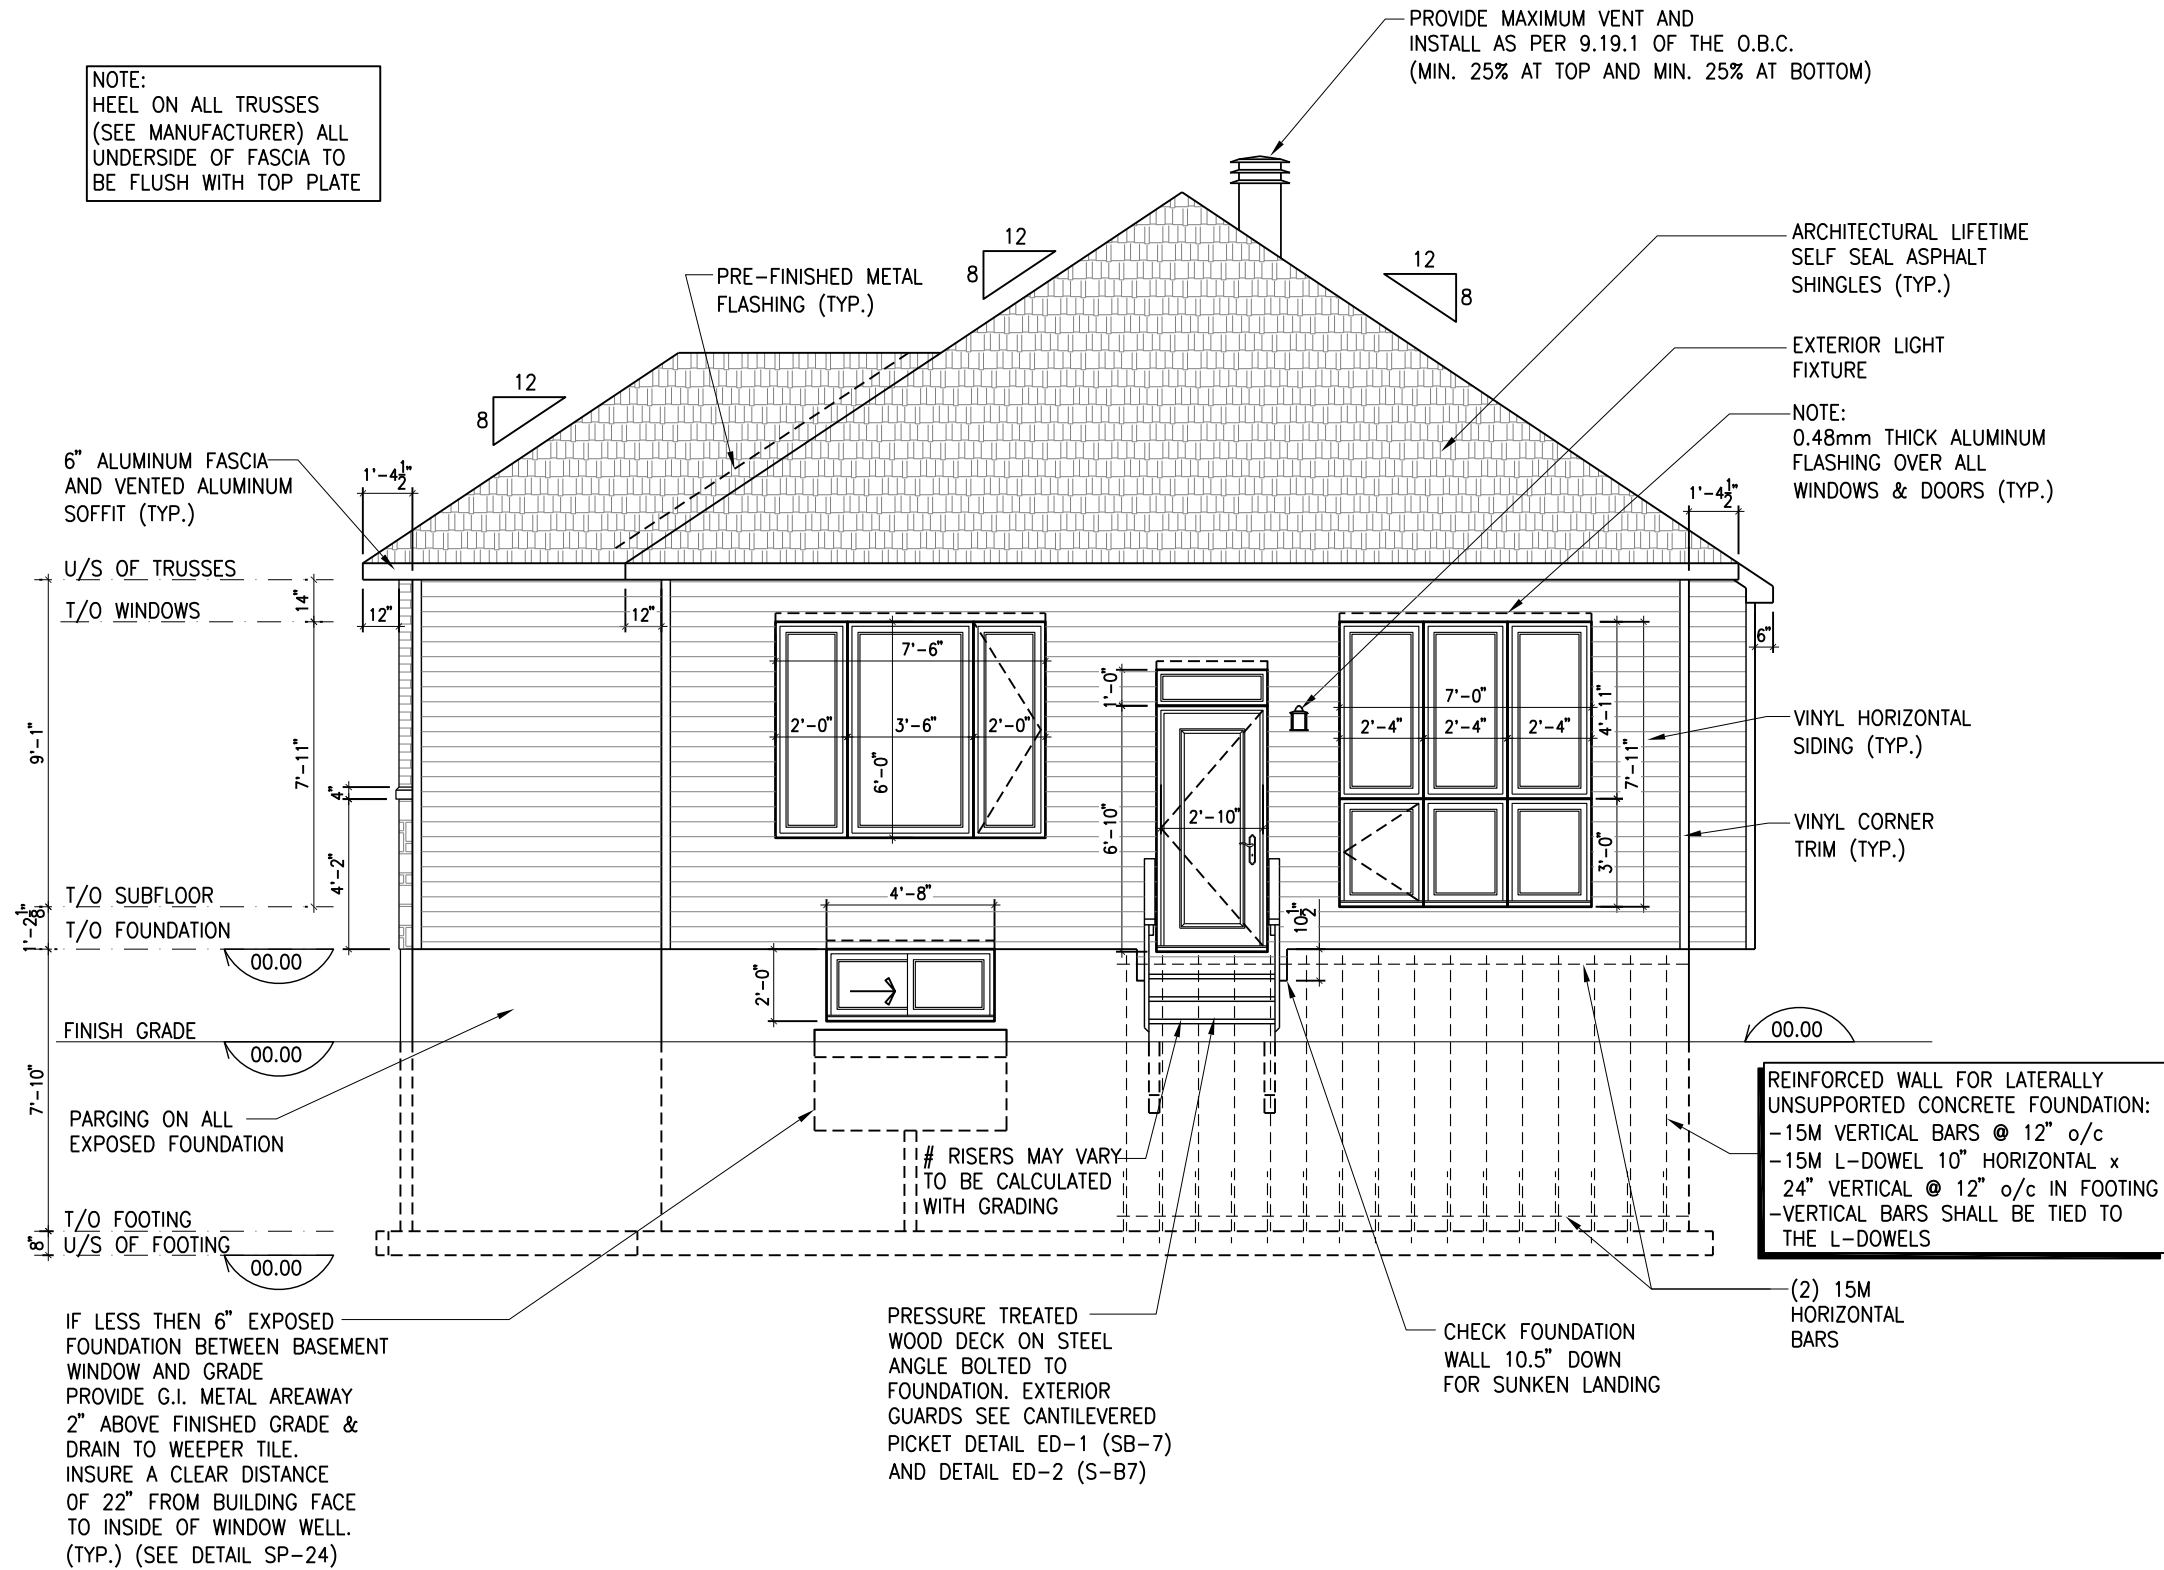 PROVIDE MAXIMUM VENT AND
INSTALL AS PER 9.19.1 OF THE O.B.C.
(MIN. 25% AT TOP AND MIN. 25% AT BOTTOM)
NOTE:
HEEL ON ALL TRUSSES
(SEE MANUFACTURER) ALL
UNDERSIDE OF FASCIA TO
BE FLUSH WITH TOP PLATE
12
8
12
8
12
8
PRE-FINISHED METAL
FLASHING (TYP.)
ARCHITECTURAL LIFETIME
SELF SEAL ASPHALT
SHINGLES (TYP.)
EXTERIOR LIGHT
FIXTURE
NOTE:
0.48mm THICK ALUMINUM
FLASHING OVER ALL
WINDOWS & DOORS (TYP.)
6" ALUMINUM FASCIA
AND VENTED ALUMINUM
SOFFIT (TYP.)
1'-4 1/2"
1'-4 1/2"
U/S OF TRUSSES
T/O WINDOWS
14"
12"
12"
6"
7'-6"
2'-0"
3'-6"
2'-0"
6'-0"
1'-0"
6'-10"
2'-10"
7'-0"
2'-4"
2'-4"
2'-4"
4'-11"
7'-11"
3'-0"
VINYL HORIZONTAL
SIDING (TYP.)
VINYL CORNER
TRIM (TYP.)
9'-1"
7'-11"
4"
4'-2"
T/O SUBFLOOR
1'-2 1/8"
T/O FOUNDATION
00.00
4'-8"
2'-0"
10 1/2"
FINISH GRADE
00.00
00.00
7'-10"
PARGING ON ALL
EXPOSED FOUNDATION
# RISERS MAY VARY
TO BE CALCULATED
WITH GRADING
REINFORCED WALL FOR LATERALLY
UNSUPPORTED CONCRETE FOUNDATION:
-15M VERTICAL BARS @ 12" o/c
-15M L-DOWEL 10" HORIZONTAL x
24" VERTICAL @ 12" o/c IN FOOTING
-VERTICAL BARS SHALL BE TIED TO
THE L-DOWELS
T/O FOOTING
8"
U/S OF FOOTING
00.00
(2) 15M
HORIZONTAL
BARS
IF LESS THEN 6" EXPOSED
FOUNDATION BETWEEN BASEMENT
WINDOW AND GRADE
PROVIDE G.I. METAL AREAWAY
2" ABOVE FINISHED GRADE &
DRAIN TO WEEPER TILE.
INSURE A CLEAR DISTANCE
OF 22" FROM BUILDING FACE
TO INSIDE OF WINDOW WELL.
(TYP.) (SEE DETAIL SP-24)
PRESSURE TREATED
WOOD DECK ON STEEL
ANGLE BOLTED TO
FOUNDATION. EXTERIOR
GUARDS SEE CANTILEVERED
PICKET DETAIL ED-1 (SB-7)
AND DETAIL ED-2 (S-B7)
CHECK FOUNDATION
WALL 10.5" DOWN
FOR SUNKEN LANDING